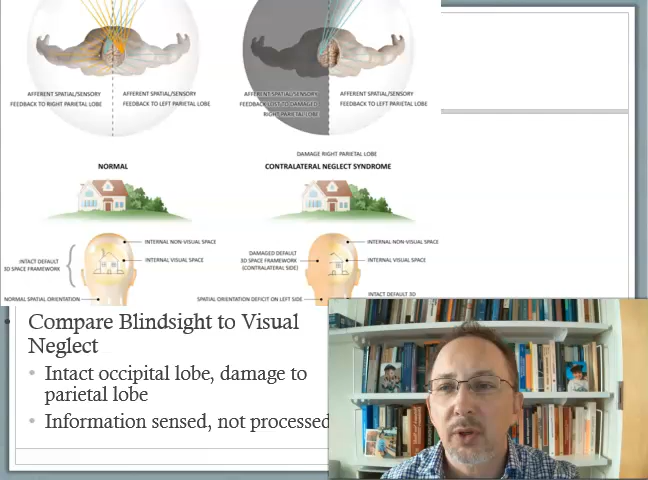 AFFERENT SPATIAL/SENSORY
FEEDBACK TO RIGHT PARIETAL LOBE
AFFERENT SPATIAL/SENSORY
FEEDBACK TO LEFT PARIETAL LOBE
AFFERENT SPATIAL/SENSORY
FEEDBACK LOST TO DAMAGED
RIGHT PARIETAL LOBE
AFFERENT SPATIAL/SENSORY
FEEDBACK TO LEFT PARIETAL LOBE
NORMAL
DAMAGE RIGHT PARIETAL LOBE
CONTRALATERAL NEGLECT SYNDROME
INTERNAL NON-VISUAL SPACE
INTERNAL VISUAL SPACE
INTACT DEFAULT
3D SPACE FRAMEWORK
NORMAL SPATIAL ORIENTATION
INTERNAL NON-VISUAL SPACE
DAMAGED DEFAULT
3D SPACE FRAMEWORK
(CONTRALATERAL SIDE)
INTERNAL VISUAL SPACE
SPATIAL ORIENTATION DEFICIT ON LEFT SIDE
INTACT DEFAULT 3D
Compare Blindsight to Visual
Neglect
Intact occipital lobe, damage to
parietal lobe
Information sensed, not processed